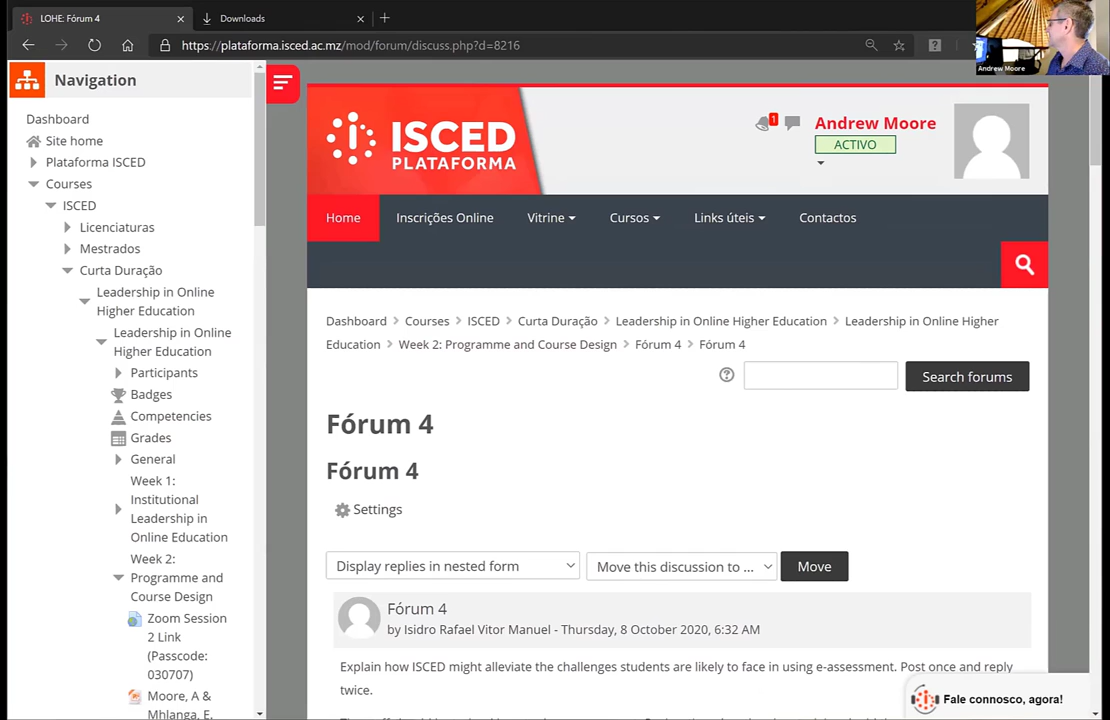 LOHE: Fórum 4
Downloads
https://plataforma.isced.ac.mz/mod/forum/discuss.php?d=8216
Andrew Moore
Navigation
Dashboard
Site home
Plataforma ISCED
Courses
ISCED
Licenciaturas
Mestrados
Curta Duração
Leadership in Online
Higher Education
Leadership in Online
Higher Education
Participants
Badges
Competencies
Grades
General
Week 1:
Institutional
Leadership in
Online Education
Week 2:
Programme and
Course Design
Zoom Session
2 Link
(Passcode:
030707)
Moore, A &
Mhlanga, E.
ISCED
PLATAFORMA
1
Andrew Moore
ACTIVO
Home Inscrições Online Vitrine Cursos Links úteis Contactos
Dashboard > Courses > ISCED > Curta Duração > Leadership in Online Higher Education > Leadership in Online Higher
Education > Week 2: Programme and Course Design > Fórum 4 > Fórum 4
Search forums
Fórum 4
Fórum 4
Settings
Display replies in nested form Move this discussion to ... Move
Fórum 4
by Isidro Rafael Vitor Manuel - Thursday, 8 October 2020, 6:32 AM
Explain how ISCED might alleviate the challenges students are likely to face in using e-assessment. Post once and reply
twice.
Fale connosco, agora!